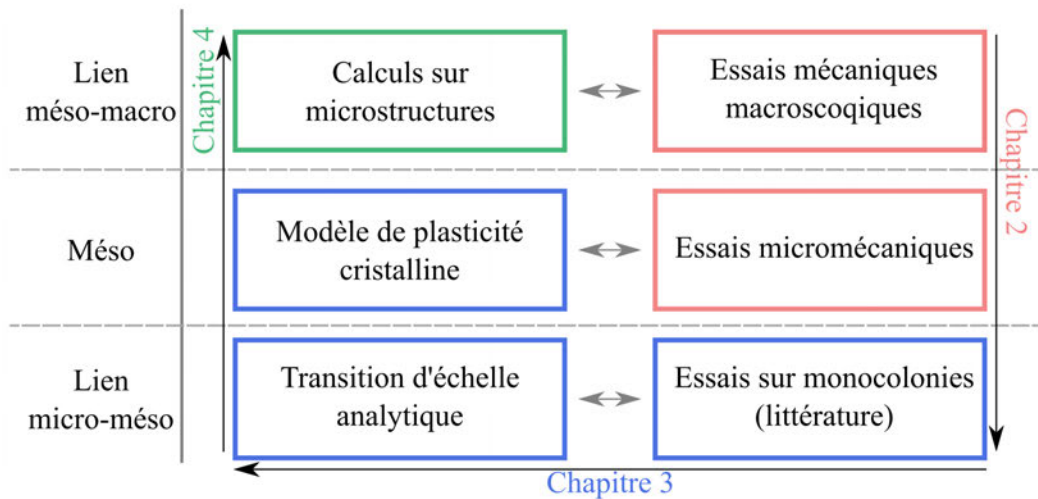 Lien
méso-macro
Chapitre 4
Calculs sur
microstructures
Essais mécaniques
macroscoqiques
Chapitre 2
Méso
Modèle de plasticité
cristalline
Essais micromécaniques
Lien
micro-méso
Transition d'échelle
analytique
Essais sur monocolonies
(littérature)
Chapitre 3